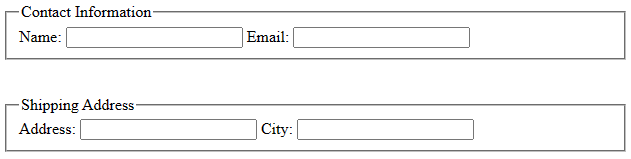 Contact Information
Name: Email:
Shipping Address
Address: City: